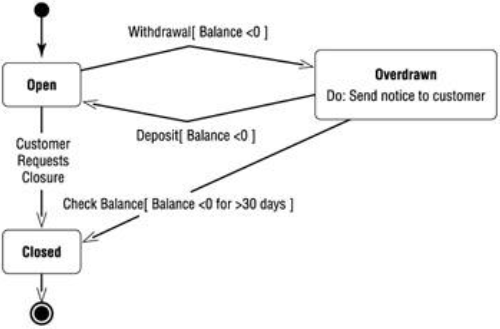 Withdrawal[ Balance <0 ]
Open
Overdrawn
Do: Send notice to customer
Deposit[ Balance <0 ]
Customer
Requests
Closure
Check Balance[ Balance <0 for >30 days ]
Closed